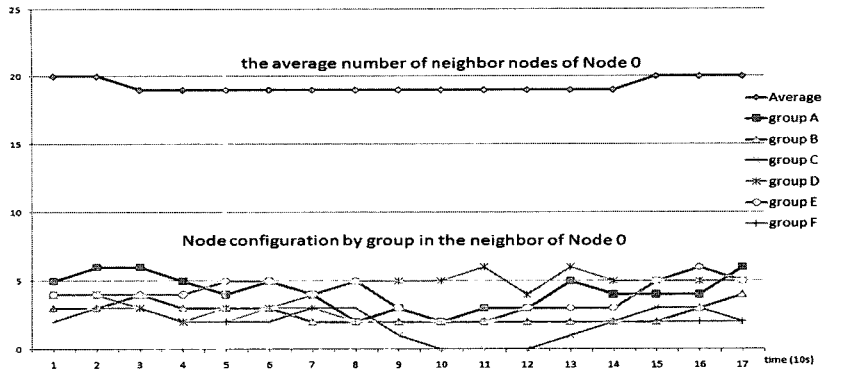 25
the average number of neighbor nodes of Node 0
20
Average
group A
group B
15
group C
group D
group E
group F
10
Node configuration by group in the neighbor of Node 0
5
0
1 2 3 4 5 6 7 8 9 10 11 12 13 14 15 16 17 time (10s)